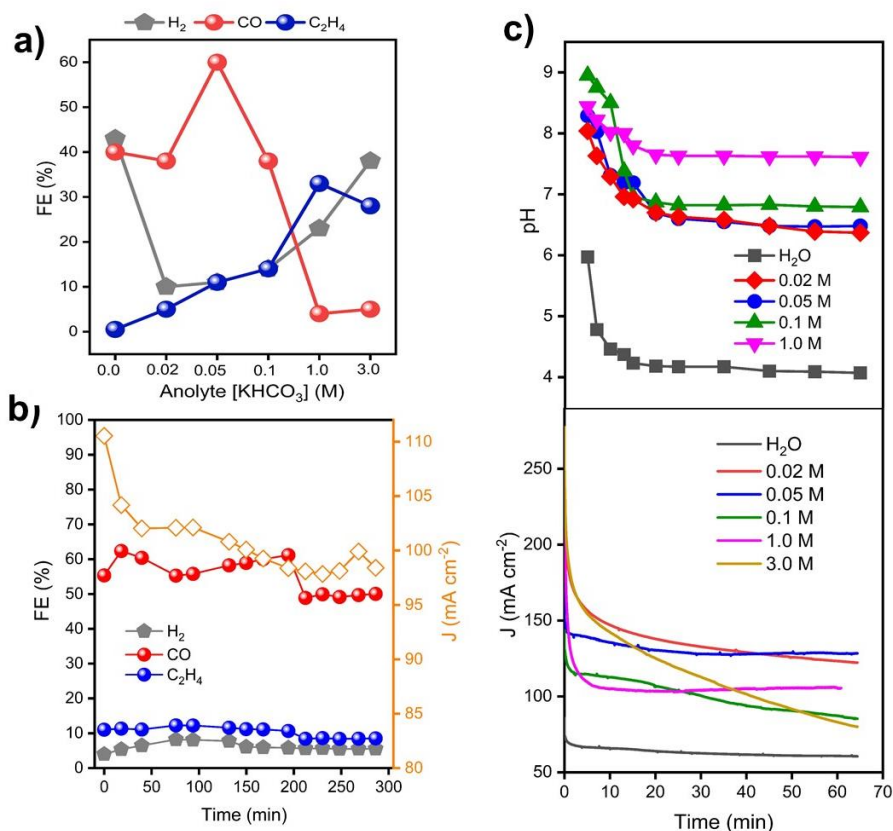 a)
H₂ CO C₂H₄
60
50
40
30
20
10
0
FE (%)
0.0 0.02 0.05 0.1 1.0 3.0
Anolyte [KHCO₃] (M)
b)
100
90
80
70
60
50
40
30
20
10
0
FE (%)
H₂
CO
C₂H₄
110
105
100
95
90
85
80
J (mA cm⁻²)
0 50 100 150 200 250 300
Time (min)
c)
9
8
7
6
5
4
pH
H₂O
0.02 M
0.05 M
0.1 M
1.0 M
250
200
150
100
50
J (mA cm⁻²)
H₂O
0.02 M
0.05 M
0.1 M
1.0 M
3.0 M
0 10 20 30 40 50 60 70
Time (min)